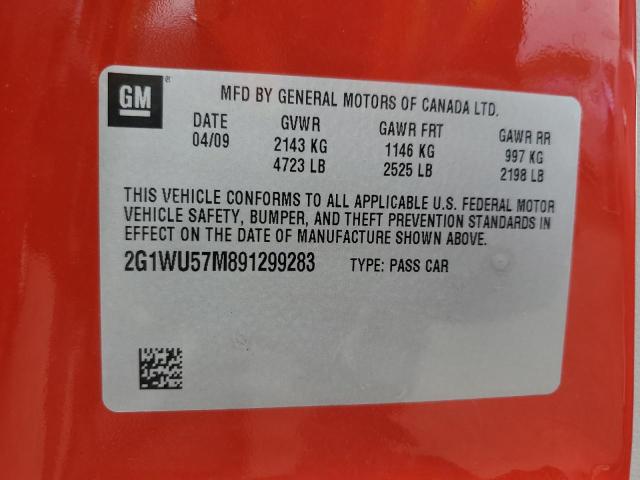 GM ®
MFD BY GENERAL MOTORS OF CANADA LTD.
DATE GVWR GAWR FRT GAWR RR
04/09 2143 KG 1146 KG 997 KG
4723 LB 2525 LB 2198 LB
THIS VEHICLE CONFORMS TO ALL APPLICABLE U.S. FEDERAL MOTOR
VEHICLE SAFETY, BUMPER, AND THEFT PREVENTION STANDARDS IN
EFFECT ON THE DATE OF MANUFACTURE SHOWN ABOVE.
2G1WU57M891299283 TYPE: PASS CAR